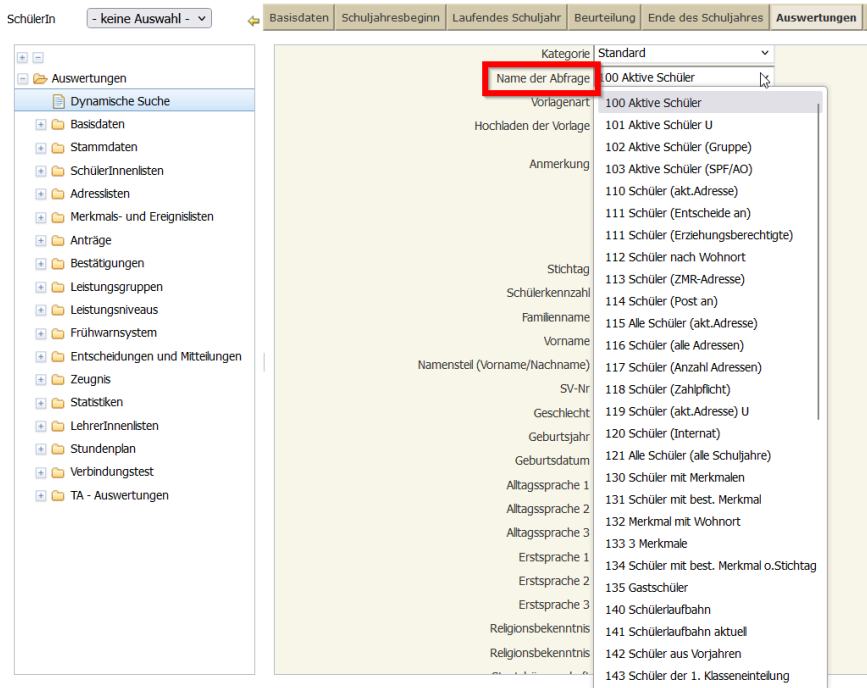 SchülerIn - keine Auswahl - Basisdaten Schuljahresbeginn Laufendes Schuljahr Beurteilung Ende des Schuljahres Auswertungen
Auswertungen
Dynamische Suche
Basisdaten
Stammdaten
SchülerInnenlisten
Adresslisten
Merkmals- und Ereignislisten
Anträge
Bestätigungen
Leistungsgruppen
Leistungsniveaus
Frühwarnsystem
Entscheidungen und Mitteilungen
Zeugnis
Statistiken
LehrerInnenlisten
Stundenplan
Verbindungstest
TA - Auswertungen
Kategorie Standard
Name der Abfrage 100 Aktive Schüler
Vorlagenart
Hochladen der Vorlage
Anmerkung
Stichtag
Schülerkennzahl
Familienname
Vorname
Namensteil (Vorname/Nachname)
SV-Nr
Geschlecht
Geburtsjahr
Geburtsdatum
Alltagssprache 1
Alltagssprache 2
Alltagssprache 3
Erstsprache 1
Erstsprache 2
Erstsprache 3
Religionsbekenntnis
Religionsbekenntnis
100 Aktive Schüler
101 Aktive Schüler U
102 Aktive Schüler (Gruppe)
103 Aktive Schüler (SPF/AO)
110 Schüler (akt.Adresse)
111 Schüler (Entscheide an)
111 Schüler (Erziehungsberechtigte)
112 Schüler nach Wohnort
113 Schüler (ZMR-Adresse)
114 Schüler (Post an)
115 Alle Schüler (akt.Adresse)
116 Schüler (alle Adressen)
117 Schüler (Anzahl Adressen)
118 Schüler (Zahlpflicht)
119 Schüler (akt.Adresse) U
120 Schüler (Internat)
121 Alle Schüler (alle Schuljahre)
130 Schüler mit Merkmalen
131 Schüler mit best. Merkmal
132 Merkmal mit Wohnort
133 3 Merkmale
134 Schüler mit best. Merkmal o.Stichtag
135 Gastschüler
140 Schülerlaufbahn
141 Schülerlaufbahn aktuell
142 Schüler aus Vorjahren
143 Schüler der 1. Klasseneinteilung